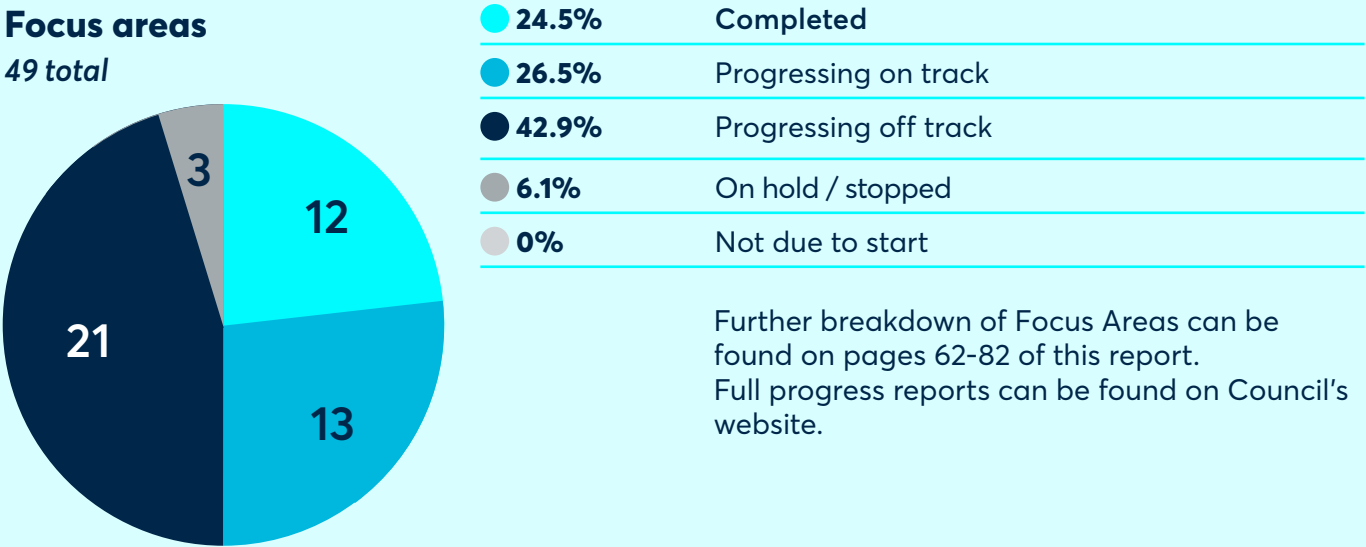 Focus areas
49 total
3
12
21
13
24.5% Completed
26.5% Progressing on track
42.9% Progressing off track
6.1% On hold / stopped
0% Not due to start
Further breakdown of Focus Areas can be
found on pages 62-82 of this report.
Full progress reports can be found on Council's
website.